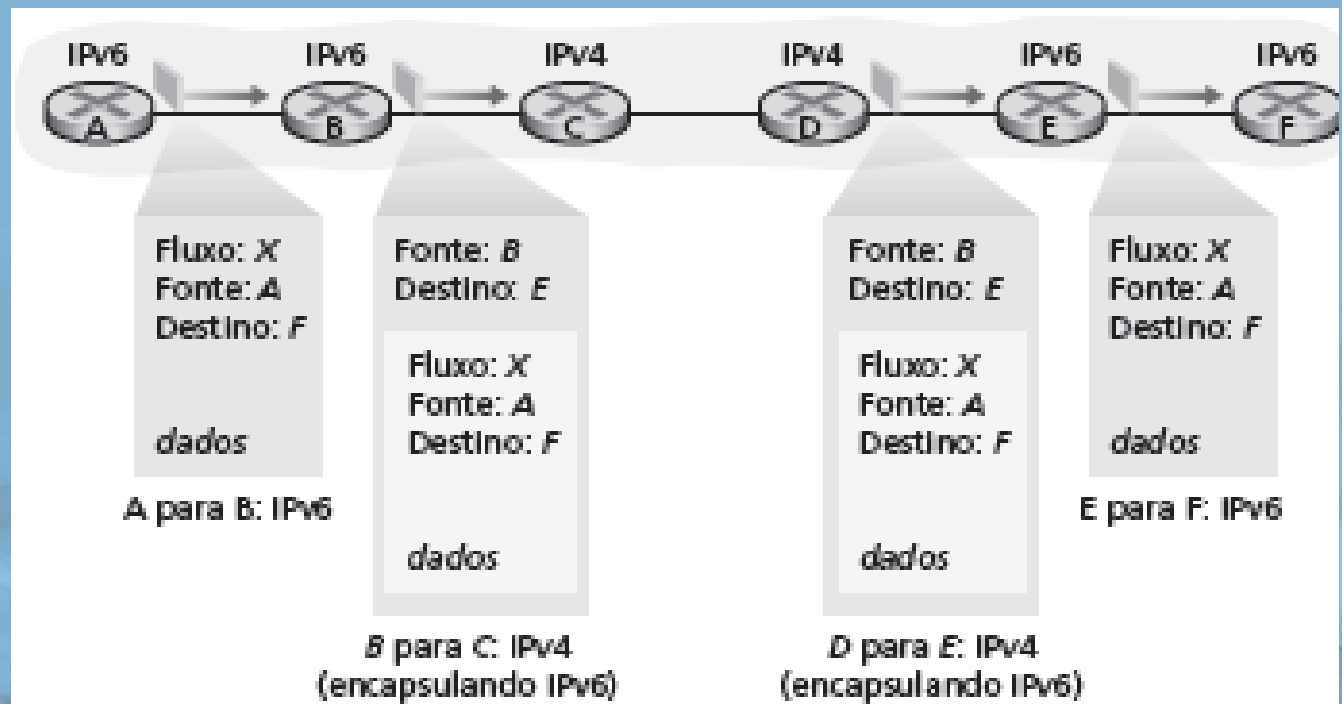 IPv6 IPv6 IPv4 IPv4 IPv6 IPv6
A B C D E F
Fluxo: X
Fonte: A
Destino: F
dados
A para B: IPv6
Fonte: B
Destino: E
Fluxo: X
Fonte: A
Destino: F
dados
B para C: IPv4
(encapsulando IPv6)
Fonte: B
Destino: E
Fluxo: X
Fonte: A
Destino: F
dados
D para E: IPv4
(encapsulando IPv6)
Fluxo: X
Fonte: A
Destino: F
dados
E para F: IPv6